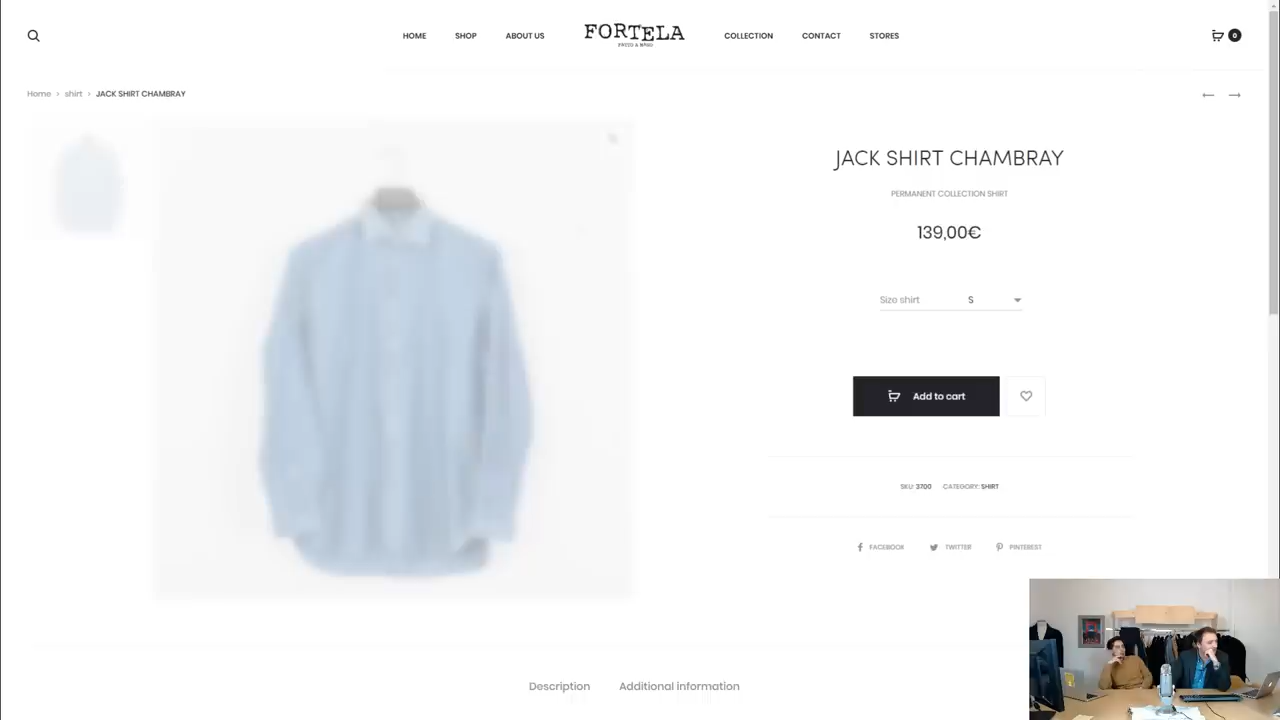 HOME SHOP ABOUT US FORTELA COLLECTION CONTACT STORES 0
Home > shirt > JACK SHIRT CHAMBRAY
JACK SHIRT CHAMBRAY
PERMANENT COLLECTION SHIRT
139,00€
Size shirt S
Add to cart
SKU: 3700 CATEGORY: SHIRT
FACEBOOK TWITTER PINTEREST
Description Additional information